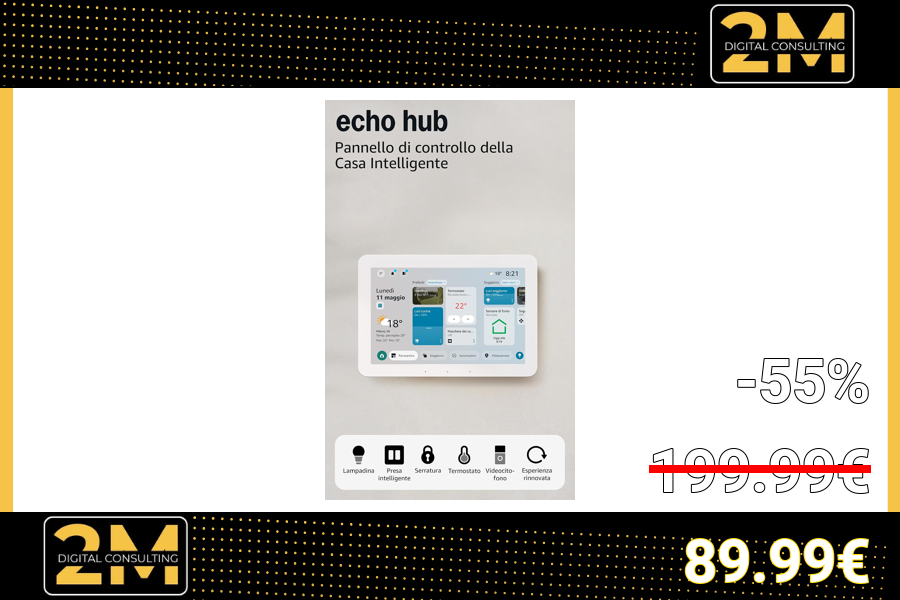 2M
DIGITAL CONSULTING
echo hub
Pannello di controllo della
Casa Intelligente
8:21
Lunedì
11 maggio
18°
22°
Lampadina
Presa
intelligente
Serratura
Termostato
Videocito-
fono
Esperienza
rinnovata
-55%
199.99€
2M
DIGITAL CONSULTING
89.99€